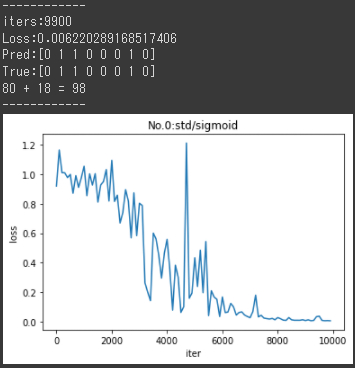 ------------
iters:9900
Loss:0.006220289168517406
Pred:[0 1 1 0 0 0 1 0]
True:[0 1 1 0 0 0 1 0]
80 + 18 = 98
------------
No.0:std/sigmoid
1.2
1.0
0.8
0.6
0.4
0.2
0.0
loss
0 2000 4000 6000 8000 10000
iter